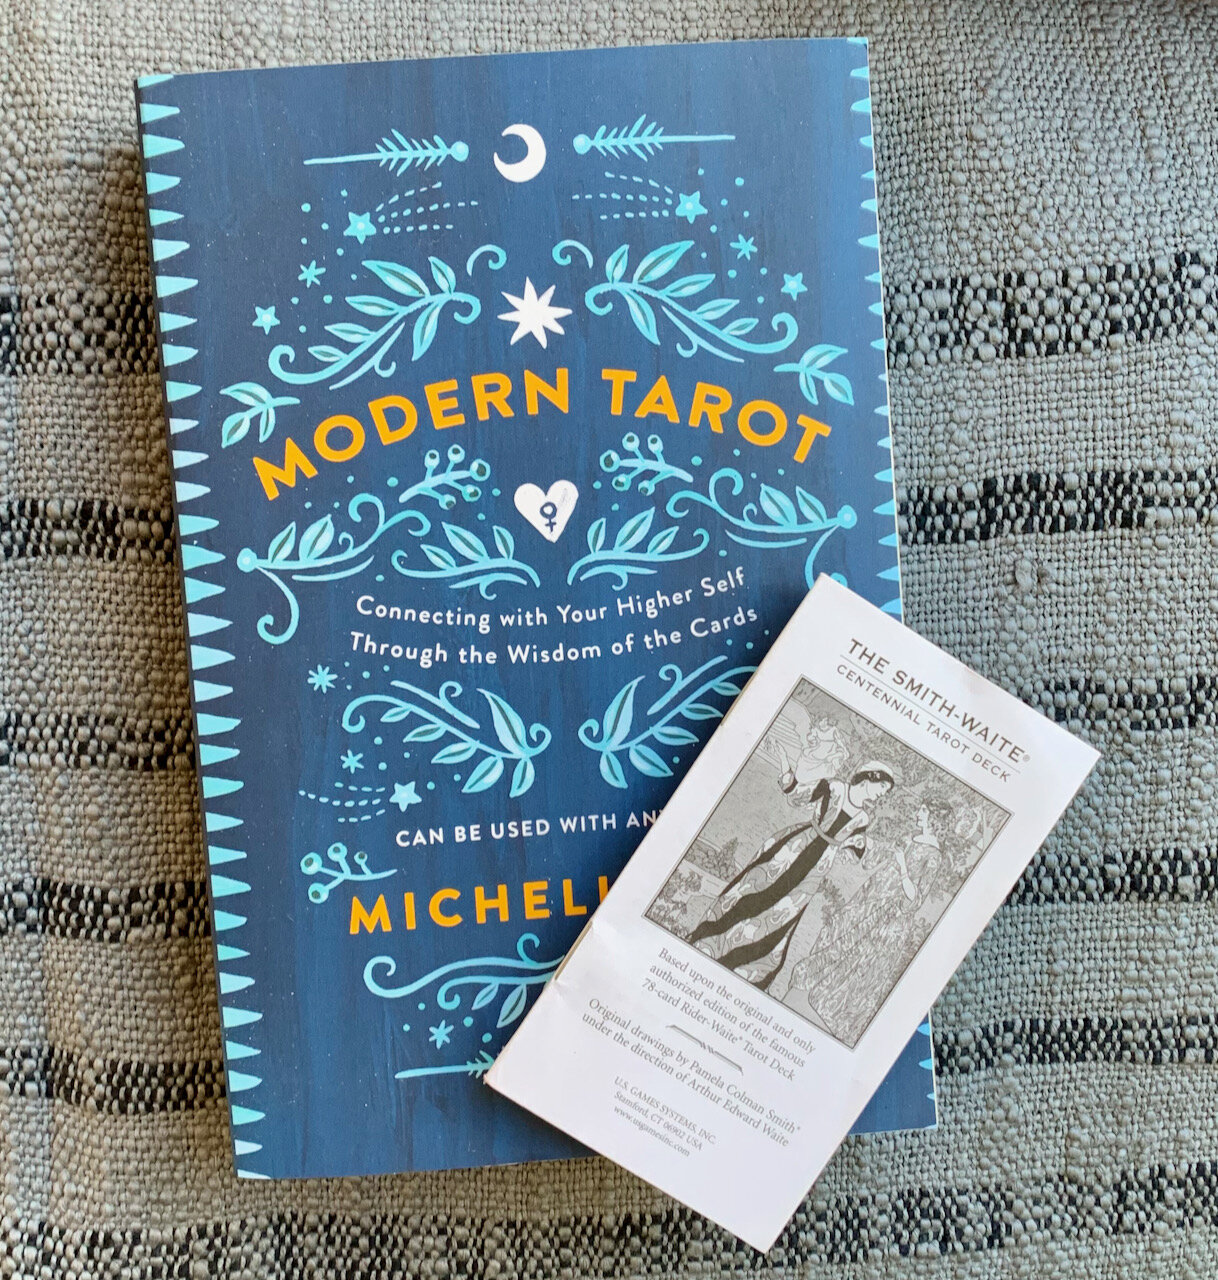 MODERN TAROT
Connecting with Your Higher Self
Through the Wisdom of the Cards
CAN BE USED WITH
MICHEL
THE SMITH-WAITE®
CENTENNIAL TAROT DECK
Based upon the original and only
authorized edition of the famous
78-card Rider-Waite® Tarot Deck
Original drawings by Pamela Colman Smith®
under the direction of Arthur Edward Waite
U.S. GAMES SYSTEMS, INC.
Stamford, CT 06902 USA
www.usgamesinc.com